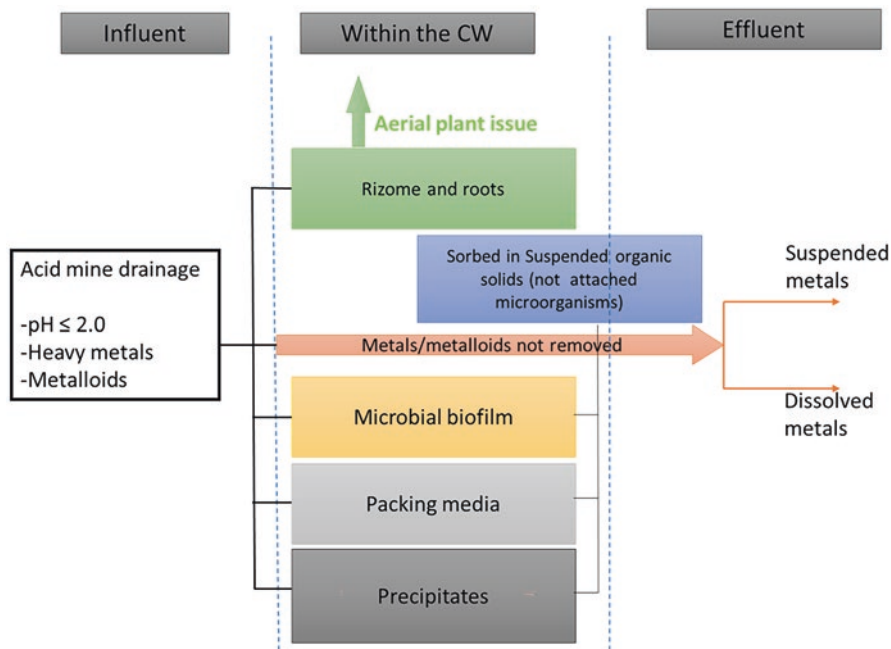 Influent
Within the CW
Effluent
Aerial plant issue
Rizome and roots
Sorbed in Suspended organic
solids (not attached
microorganisms)
Acid mine drainage
-pH ≤ 2.0
-Heavy metals
-Metalloids
Metals/metalloids not removed
Suspended
metals
Dissolved
metals
Microbial biofilm
Packing media
Precipitates